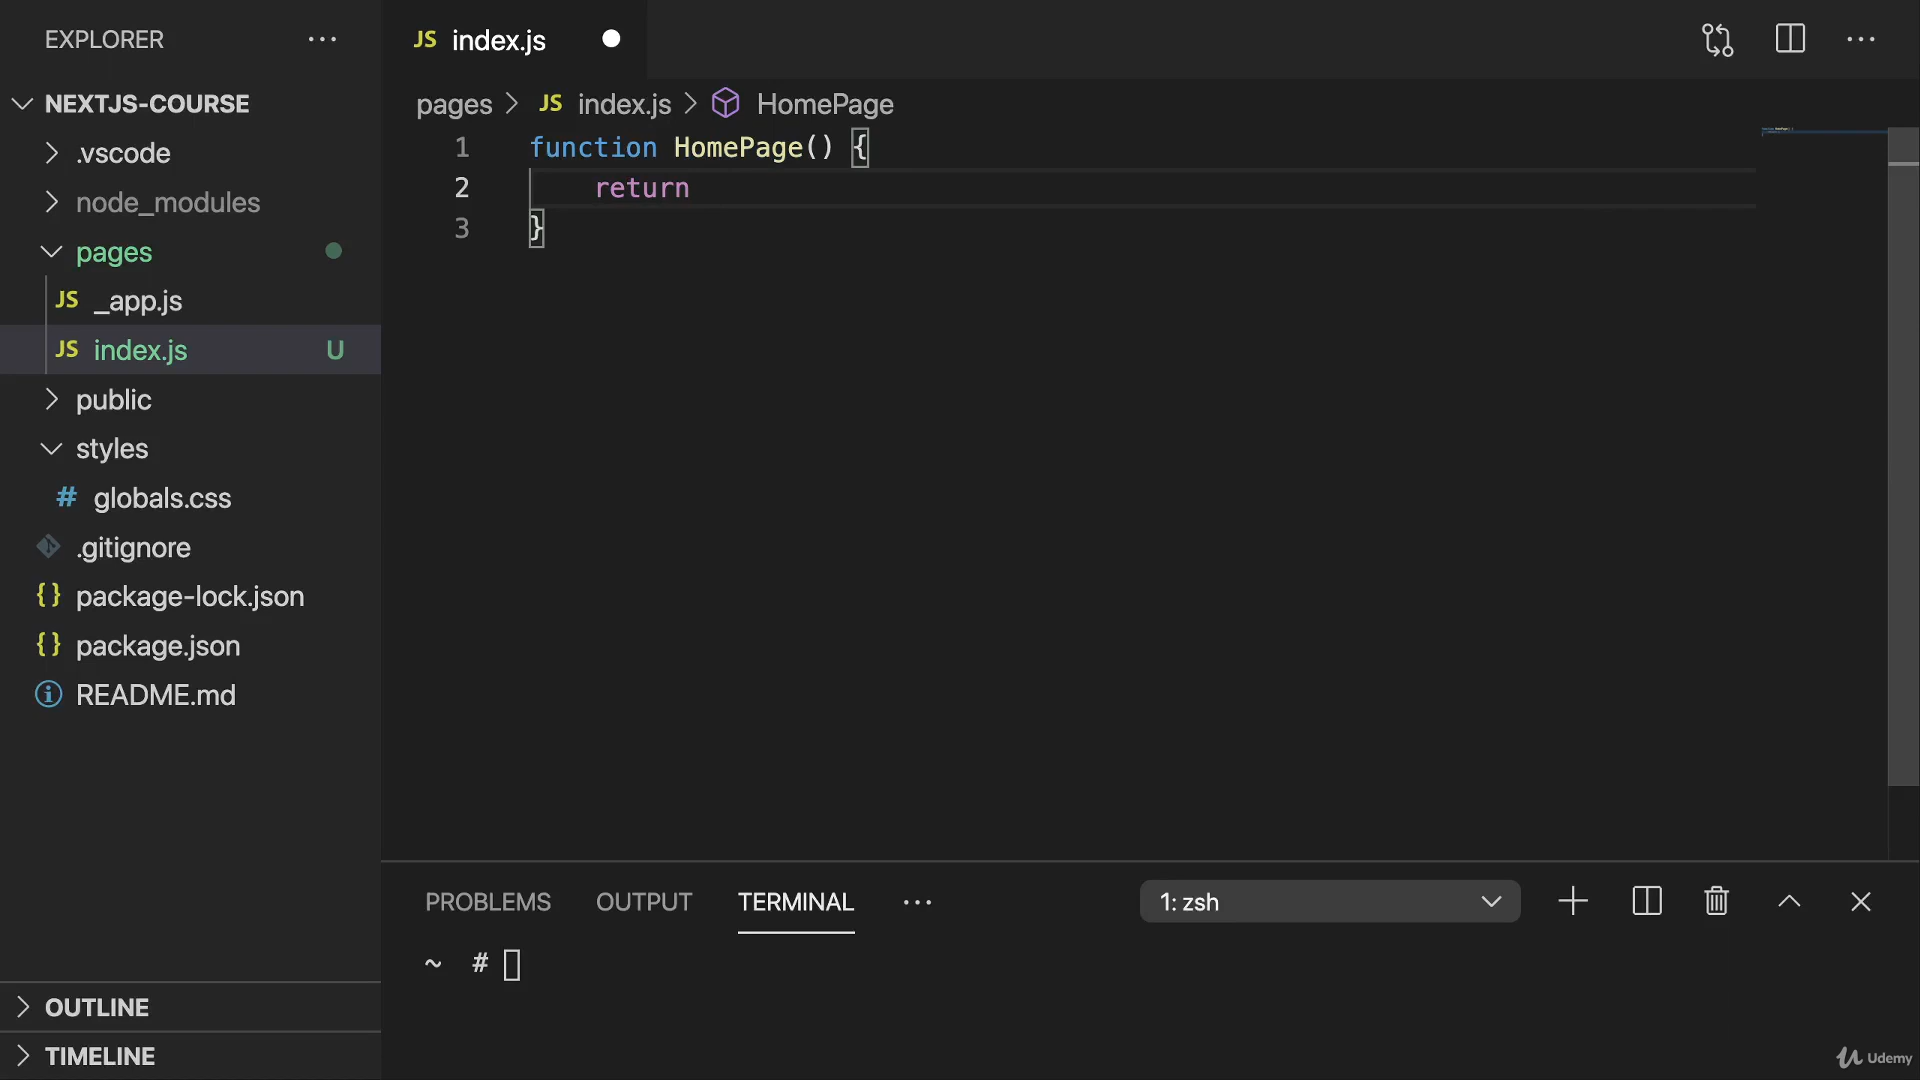 EXPLORER
NEXTJS-COURSE
.vscode
node_modules
pages
JS _app.js
JS index.js U
public
styles
# globals.css
.gitignore
{} package-lock.json
{} package.json
README.md
OUTLINE
TIMELINE
JS index.js
pages > JS index.js > HomePage
1 function HomePage() {
2 return
3 }
PROBLEMS OUTPUT TERMINAL ... 1: zsh
~ #
Udemy